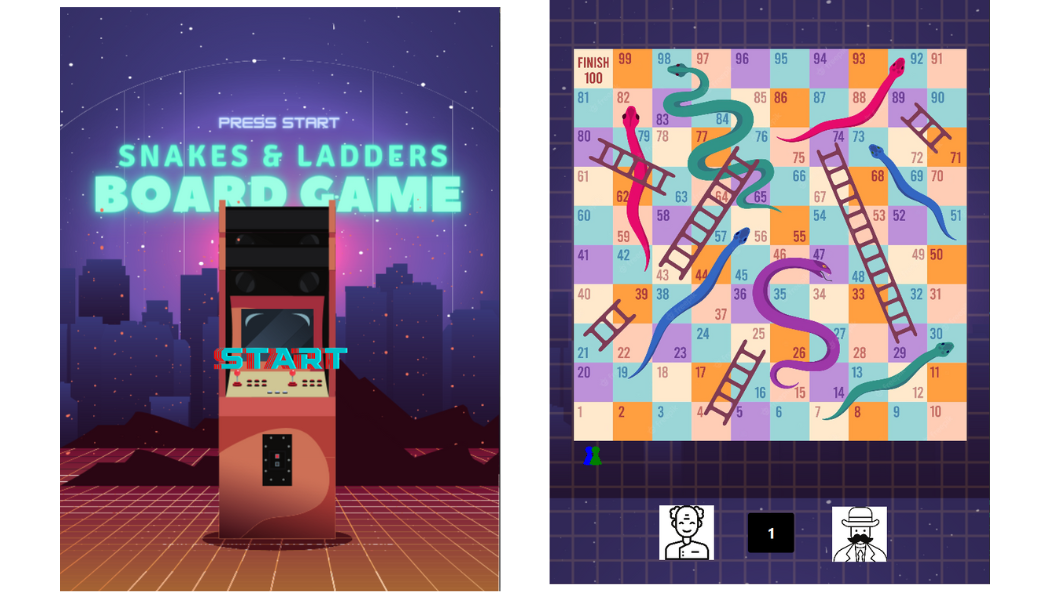 PRESS START
SNAKES & LADDERS
BOARD GAME
START
FINISH 99 98 97 96 95 94 93 92 91
100
81 82 83 84 85 86 87 88 89 90
80 79 78 77 76 75 74 73 72 71
61 62 63 64 65 66 67 68 69 70
60 59 58 57 56 55 54 53 52 51
41 42 43 44 45 46 47 48 49 50
40 39 38 37 36 35 34 33 32 31
21 22 23 24 25 26 27 28 29 30
20 19 18 17 16 15 14 13 12 11
1 2 3 4 5 6 7 8 9 10
1